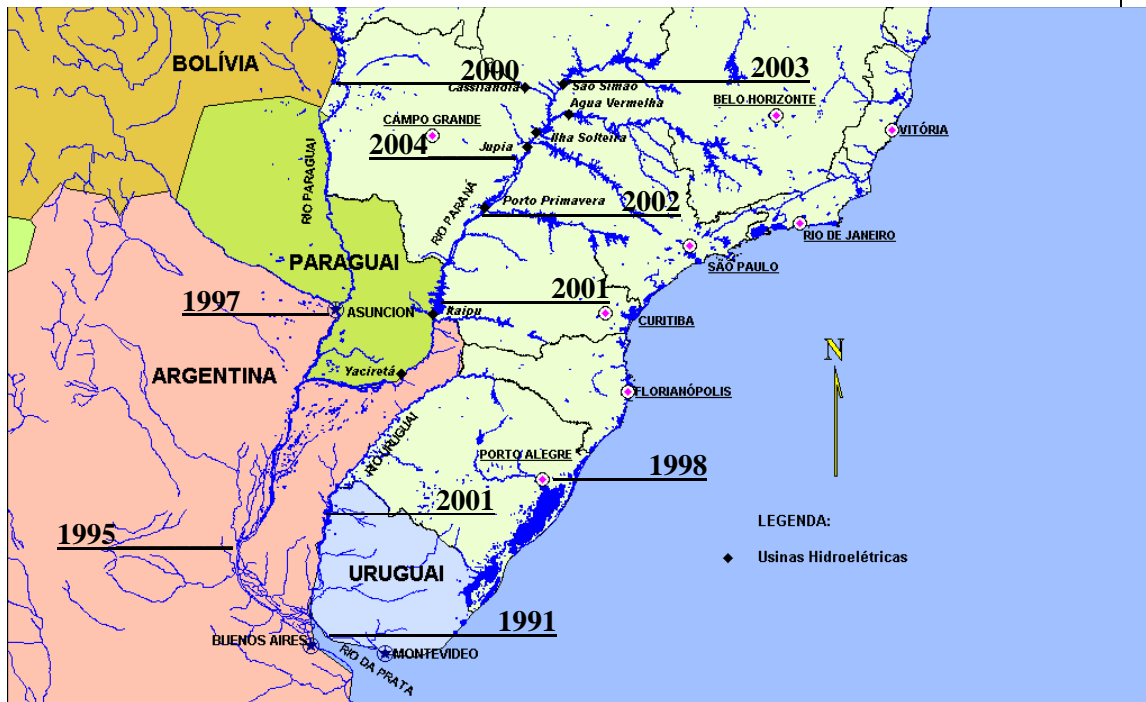 BOLÍVIA
2000
2003
Cassilândia
São Simão
Água Vermelha
BELO HORIZONTE
CAMPO GRANDE
VITÓRIA
2004
Jupia
Ilha Solteira
RIO PARAGUAI
RIO PARANÁ
Porto Primavera
2002
RIO DE JANEIRO
SÃO PAULO
PARAGUAI
1997
ASUNCION
2001
Itaipu
CURITIBA
N
ARGENTINA
Yaciretá
FLORIANÓPOLIS
RIO URUGUAI
PORTO ALEGRE
1998
2001
1995
LEGENDA:
Usinas Hidroelétricas
URUGUAI
1991
BUENOS AIRES
RIO DA PRATA
MONTEVIDEO